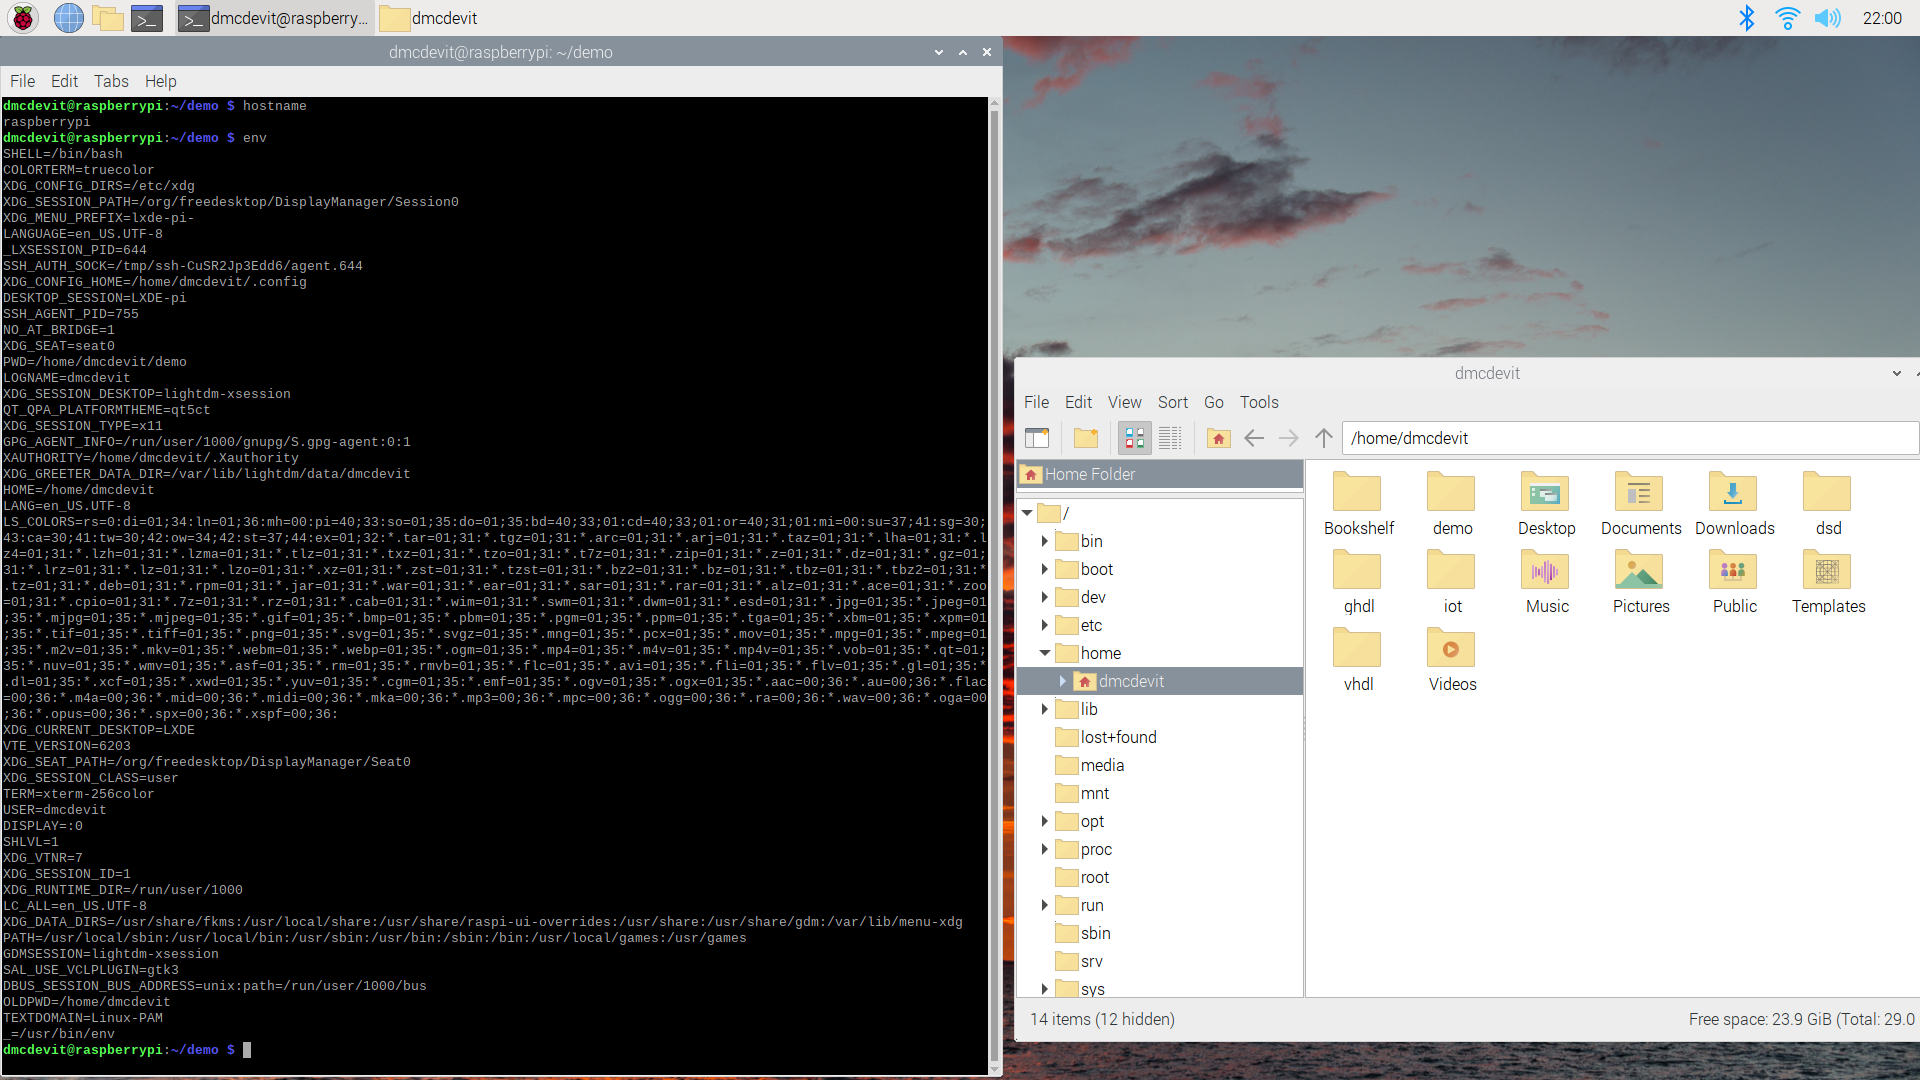 dmcdevit@raspberry...
dmcdevit
22:00
dmcdevit@raspberrypi: ~/demo
File Edit Tabs Help
dmcdevit@raspberrypi:~/demo $ hostname
raspberrypi
dmcdevit@raspberrypi:~/demo $ env
SHELL=/bin/bash
COLORTERM=truecolor
XDG_CONFIG_DIRS=/etc/xdg
XDG_SESSION_PATH=/org/freedesktop/DisplayManager/Session0
XDG_MENU_PREFIX=lxde-pi-
LANGUAGE=en_US.UTF-8
_LXSESSION_PID=644
SSH_AUTH_SOCK=/tmp/ssh-CuSR2Jp3Edd6/agent.644
XDG_CONFIG_HOME=/home/dmcdevit/.config
DESKTOP_SESSION=LXDE-pi
SSH_AGENT_PID=755
NO_AT_BRIDGE=1
XDG_SEAT=seat0
PWD=/home/dmcdevit/demo
LOGNAME=dmcdevit
XDG_SESSION_DESKTOP=lightdm-xsession
QT_QPA_PLATFORMTHEME=qt5ct
XDG_SESSION_TYPE=x11
GPG_AGENT_INFO=/run/user/1000/gnupg/S.gpg-agent:0:1
XAUTHORITY=/home/dmcdevit/.Xauthority
XDG_GREETER_DATA_DIR=/var/lib/lightdm/data/dmcdevit
HOME=/home/dmcdevit
LANG=en_US.UTF-8
LS_COLORS=rs=0:di=01;34:ln=01;36:mh=00:pi=40;33:so=01;35:do=01;35:bd=40;33;01:cd=40;33;01:or=40;31;01:mi=00:su=37;41:sg=30;
43:ca=30;41:tw=30;42:ow=34;42:st=37;44:ex=01;32:*.tar=01;31:*.tgz=01;31:*.arc=01;31:*.arj=01;31:*.taz=01;31:*.lha=01;31:*.l
z4=01;31:*.lzh=01;31:*.lzma=01;31:*.tlz=01;31:*.txz=01;31:*.tzo=01;31:*.t7z=01;31:*.zip=01;31:*.z=01;31:*.dz=01;31:*.gz=01;
31:*.lrz=01;31:*.lz=01;31:*.lzo=01;31:*.xz=01;31:*.zst=01;31:*.tzst=01;31:*.bz2=01;31:*.bz=01;31:*.tbz=01;31:*.tbz2=01;31:*
.tz=01;31:*.deb=01;31:*.rpm=01;31:*.jar=01;31:*.war=01;31:*.ear=01;31:*.sar=01;31:*.rar=01;31:*.alz=01;31:*.ace=01;31:*.zoo
=01;31:*.cpio=01;31:*.7z=01;31:*.rz=01;31:*.cab=01;31:*.wim=01;31:*.swm=01;31:*.dwm=01;31:*.esd=01;31:*.jpg=01;35:*.jpeg=01
;35:*.mjpg=01;35:*.mjpeg=01;35:*.gif=01;35:*.bmp=01;35:*.pbm=01;35:*.pgm=01;35:*.ppm=01;35:*.tga=01;35:*.xbm=01;35:*.xpm=01
;35:*.tif=01;35:*.tiff=01;35:*.png=01;35:*.svg=01;35:*.svgz=01;35:*.mng=01;35:*.pcx=01;35:*.mov=01;35:*.mpg=01;35:*.mpeg=01
;35:*.m2v=01;35:*.mkv=01;35:*.webm=01;35:*.webp=01;35:*.ogm=01;35:*.mp4=01;35:*.m4v=01;35:*.mp4v=01;35:*.vob=01;35:*.qt=01;
35:*.nuv=01;35:*.wmv=01;35:*.asf=01;35:*.rm=01;35:*.rmvb=01;35:*.flc=01;35:*.avi=01;35:*.fli=01;35:*.flv=01;35:*.gl=01;35:*
.dl=01;35:*.xcf=01;35:*.xwd=01;35:*.yuv=01;35:*.cgm=01;35:*.emf=01;35:*.ogv=01;35:*.ogx=01;35:*.aac=00;36:*.au=00;36:*.flac
=00;36:*.m4a=00;36:*.mid=00;36:*.midi=00;36:*.mka=00;36:*.mp3=00;36:*.mpc=00;36:*.ogg=00;36:*.ra=00;36:*.wav=00;36:*.oga=00
;36:*.opus=00;36:*.spx=00;36:*.xspf=00;36:
XDG_CURRENT_DESKTOP=LXDE
VTE_VERSION=6203
XDG_SEAT_PATH=/org/freedesktop/DisplayManager/Seat0
XDG_SESSION_CLASS=user
TERM=xterm-256color
USER=dmcdevit
DISPLAY=:0
SHLVL=1
XDG_VTNR=7
XDG_SESSION_ID=1
XDG_RUNTIME_DIR=/run/user/1000
LC_ALL=en_US.UTF-8
XDG_DATA_DIRS=/usr/share/fkms:/usr/local/share:/usr/share/raspi-ui-overrides:/usr/share:/usr/share/gdm:/var/lib/menu-xdg
PATH=/usr/local/sbin:/usr/local/bin:/usr/sbin:/usr/bin:/sbin:/bin:/usr/local/games:/usr/games
GDMSESSION=lightdm-xsession
SAL_USE_VCLPLUGIN=gtk3
DBUS_SESSION_BUS_ADDRESS=unix:path=/run/user/1000/bus
OLDPWD=/home/dmcdevit
TEXTDOMAIN=Linux-PAM
_=/usr/bin/env
dmcdevit@raspberrypi:~/demo $
dmcdevit
File Edit View Sort Go Tools
/home/dmcdevit
Home Folder
/
bin
boot
dev
etc
home
dmcdevit
lib
lost+found
media
mnt
opt
proc
root
run
sbin
srv
sys
Bookshelf demo Desktop Documents Downloads dsd
ghdl iot Music Pictures Public Templates
vhdl Videos
14 items (12 hidden)
Free space: 23.9 GiB (Total: 29.0